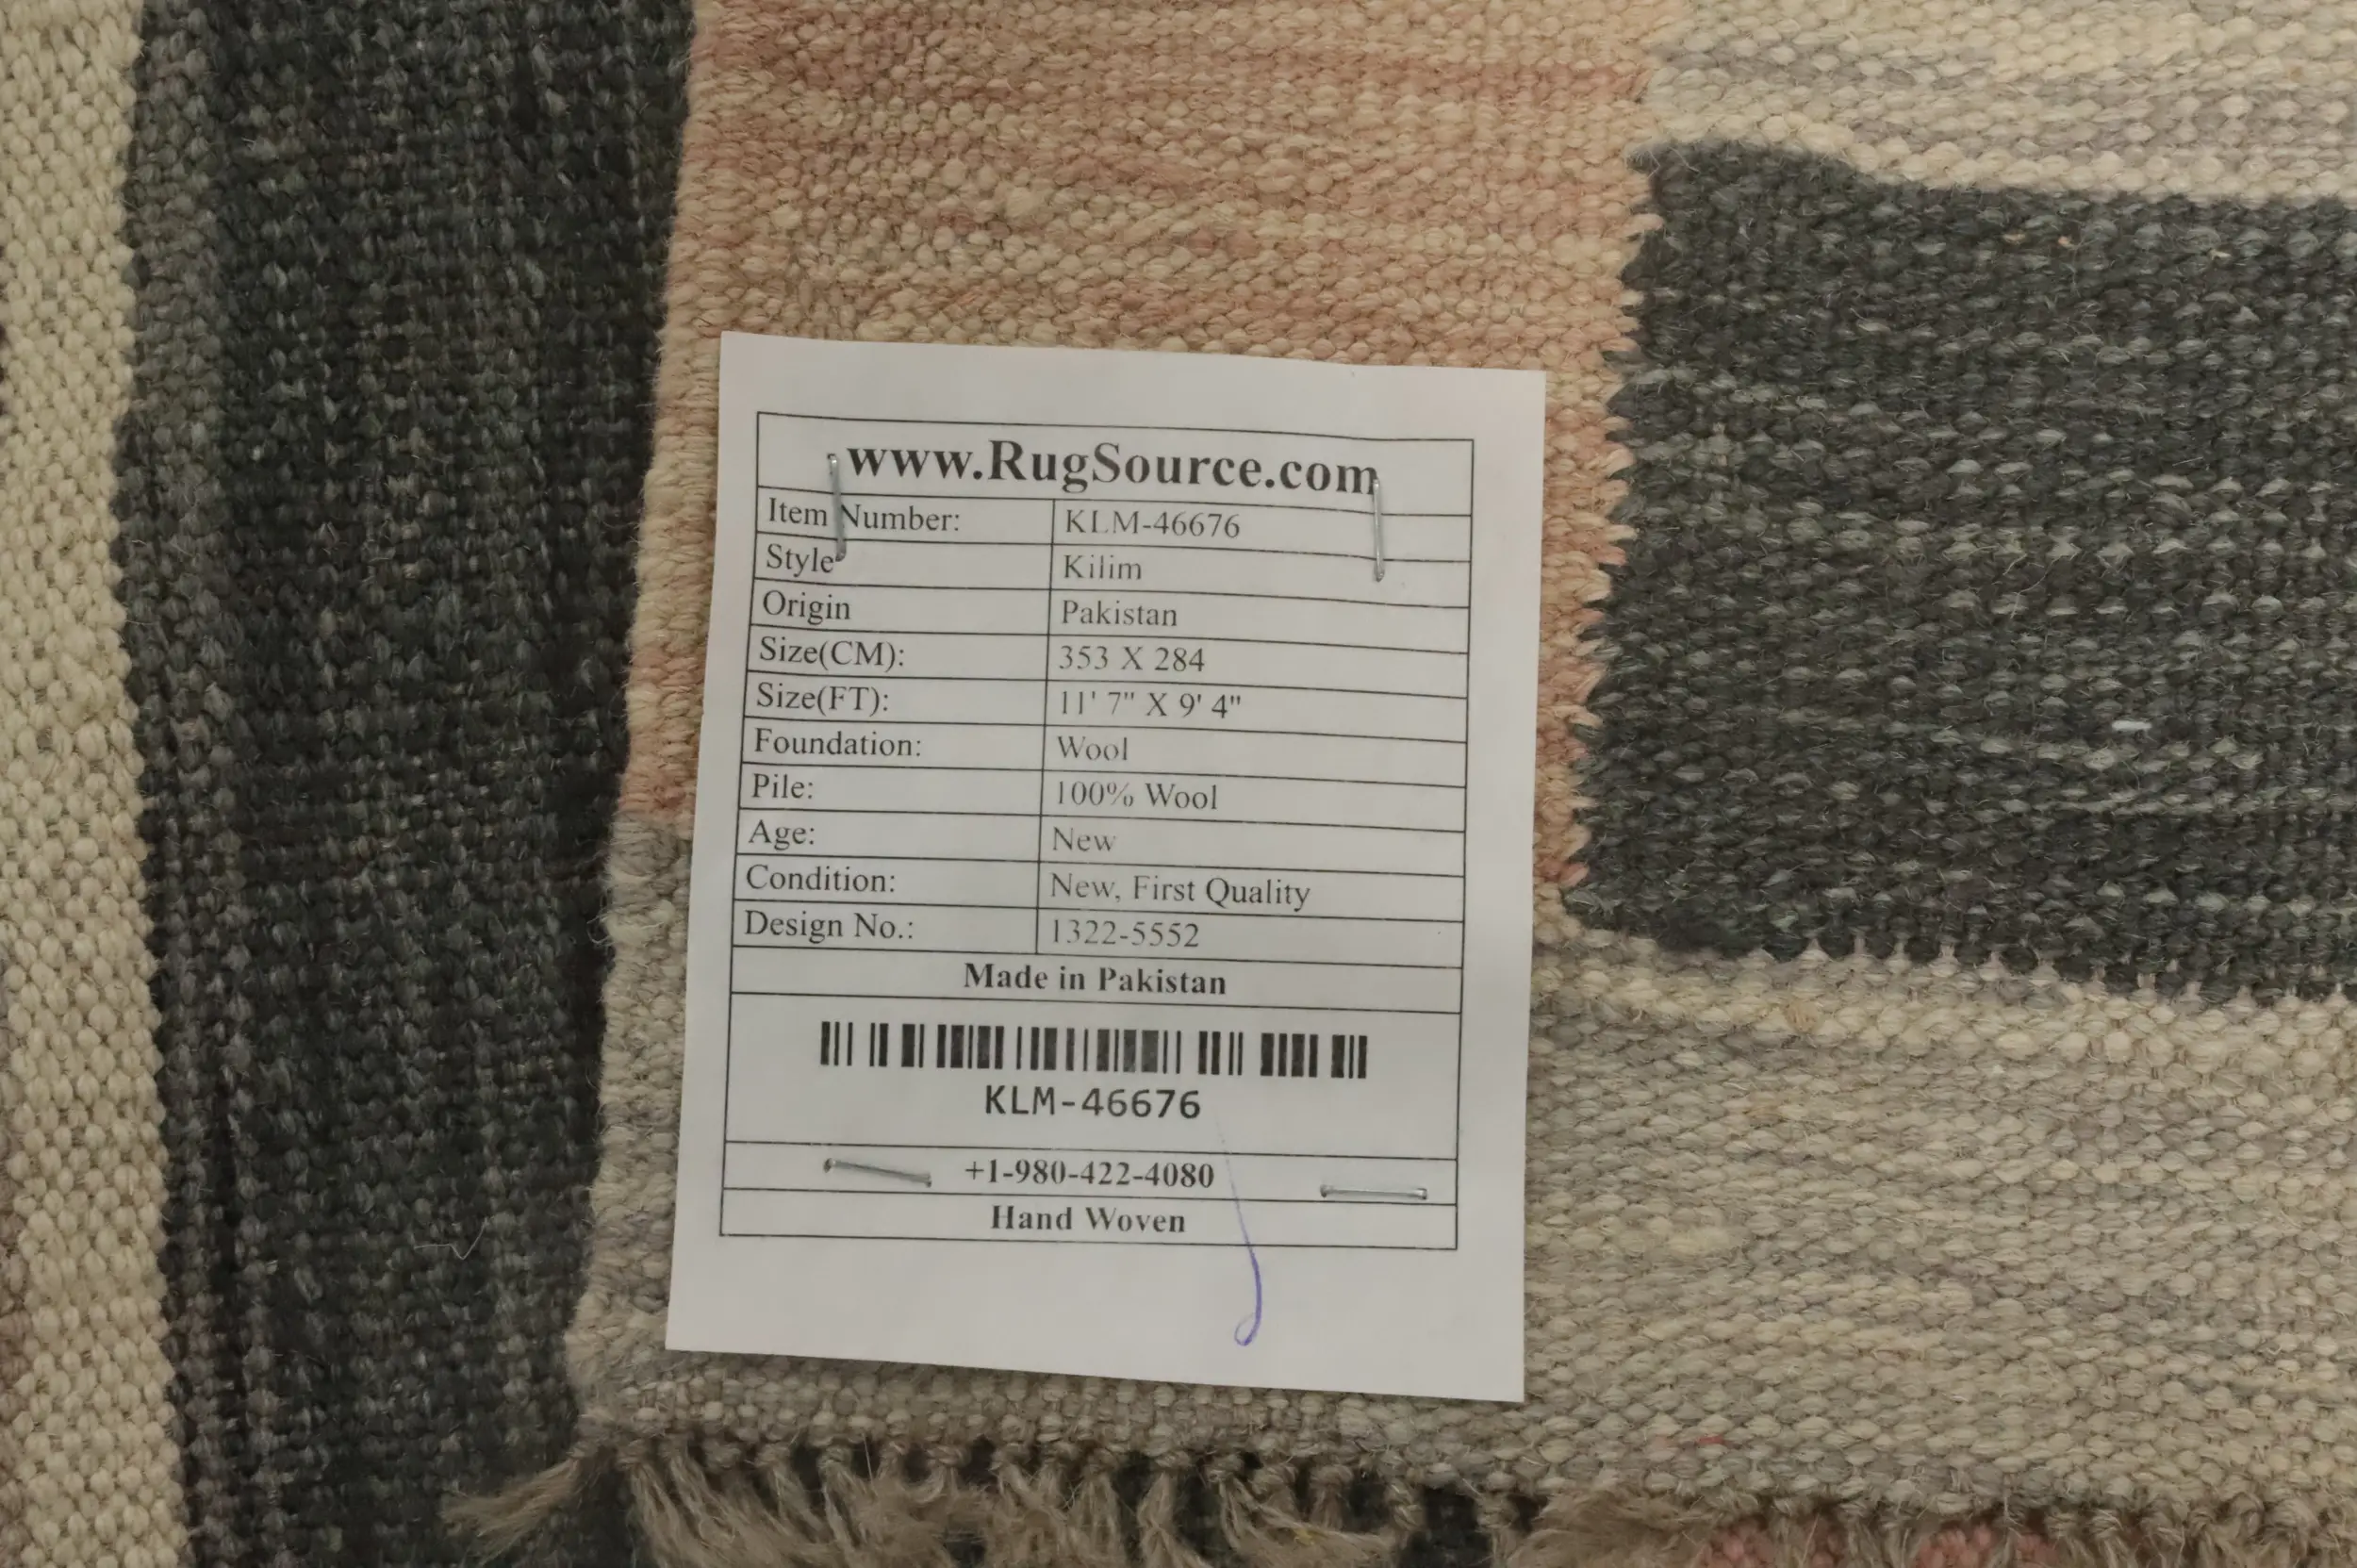 www.RugSource.com
Item Number: KLM-46676
Style Kilim
Origin Pakistan
Size(CM): 353 X 284
Size(FT): 11' 7" X 9' 4"
Foundation: Wool
Pile: 100% Wool
Age: New
Condition: New, First Quality
Design No.: 1322-5552
Made in Pakistan
KLM-46676
+1-980-422-4080
Hand Woven